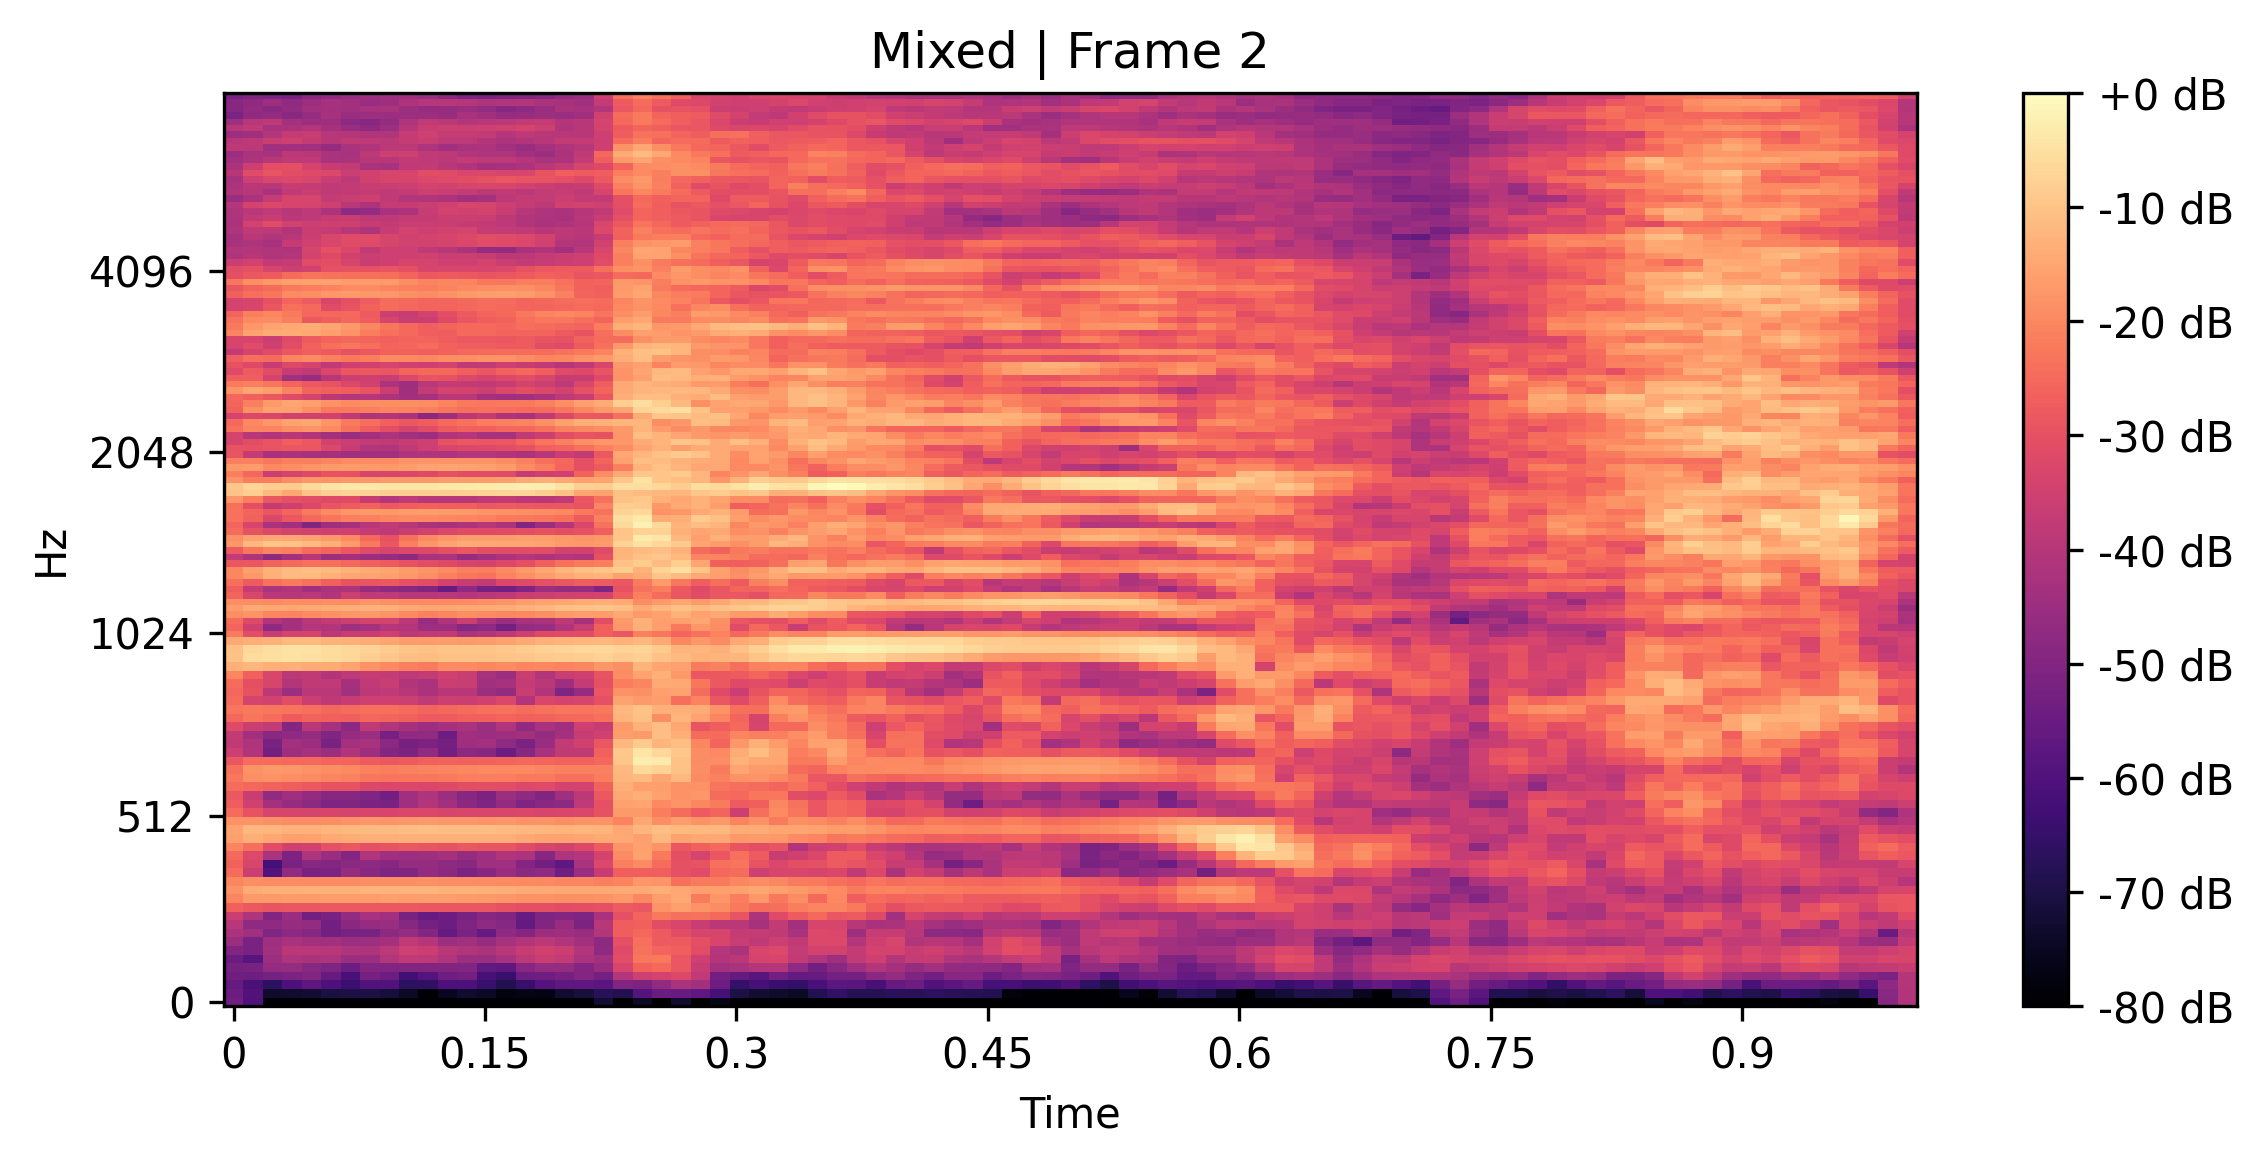 Mixed | Frame 2
+0 dB
-10 dB
-20 dB
-30 dB
-40 dB
-50 dB
-60 dB
-70 dB
-80 dB
4096
2048
1024
512
0
Hz
0
0.15
0.3
0.45
0.6
0.75
0.9
Time